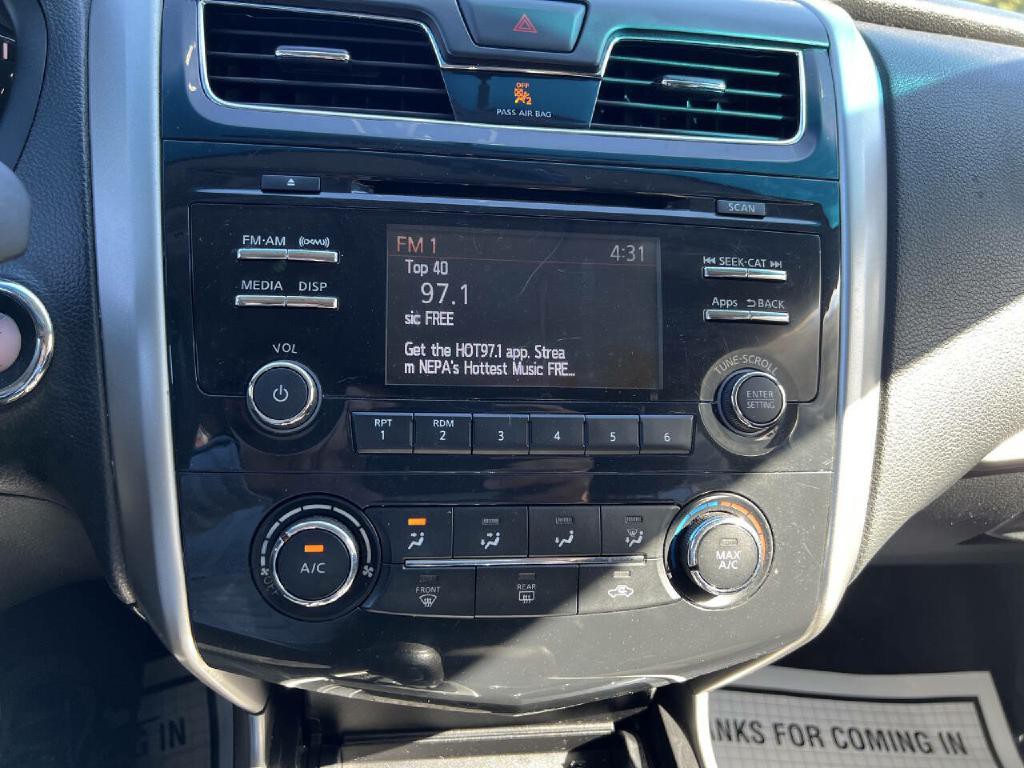 OFF
2
PASS AIR BAG
SCAN
FM·AM
FM 1
4:31
SEEK·CAT
Top 40
MEDIA DISP
97.1
Apps BACK
sic FREE
Get the HOT97.1 app. Strea
m NEPA's Hottest Music FRE...
VOL
TUNE·SCROLL
ENTER
SETTING
RPT
1
RDM
2
3
4
5
6
A/C
MAX
A/C
FRONT
REAR
NKS FOR COMING IN
IN